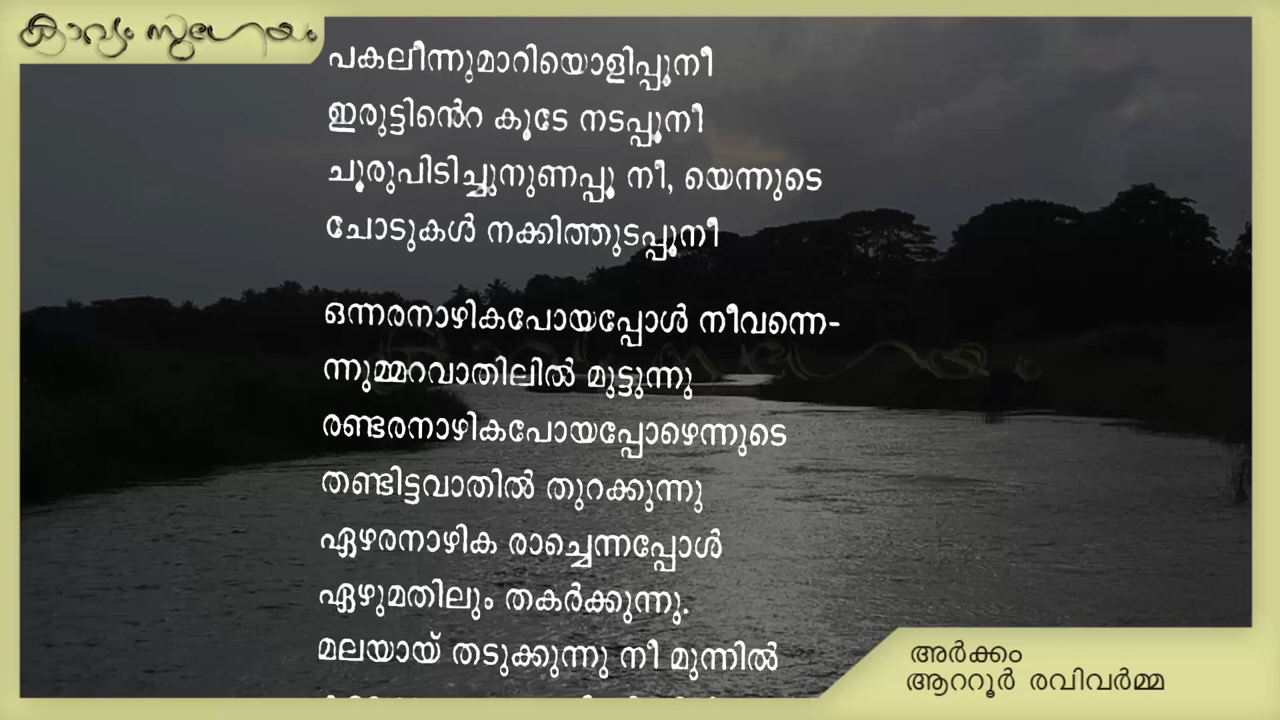 കാവ്യം സുഗേയം
പകലീന്നുമാറിയൊളിപ്പൂനീ
ഇരുട്ടിൻെറ കൂടേ നടപ്പൂനീ
ചൂരുപിടിച്ചുനുണപ്പൂ നീ, യെന്നുടെ
ചോടുകൾ നക്കിത്തുടപ്പൂനീ
ഒന്നരനാഴികപോയപ്പോൾ നീവന്നെ-
ന്നുമ്മറവാതിലിൽ മുട്ടുന്നു
രണ്ടരനാഴികപോയപ്പോഴെന്നുടെ
തണ്ടിട്ടവാതിൽ തുറക്കുന്നു
ഏഴരനാഴിക രാച്ചെന്നപ്പോൾ
ഏഴുമതിലും തകർക്കുന്നു.
മലയായ് തടുക്കുന്നു നീ മുന്നിൽ
അർക്കം
ആററൂർ രവിവർമ്മ